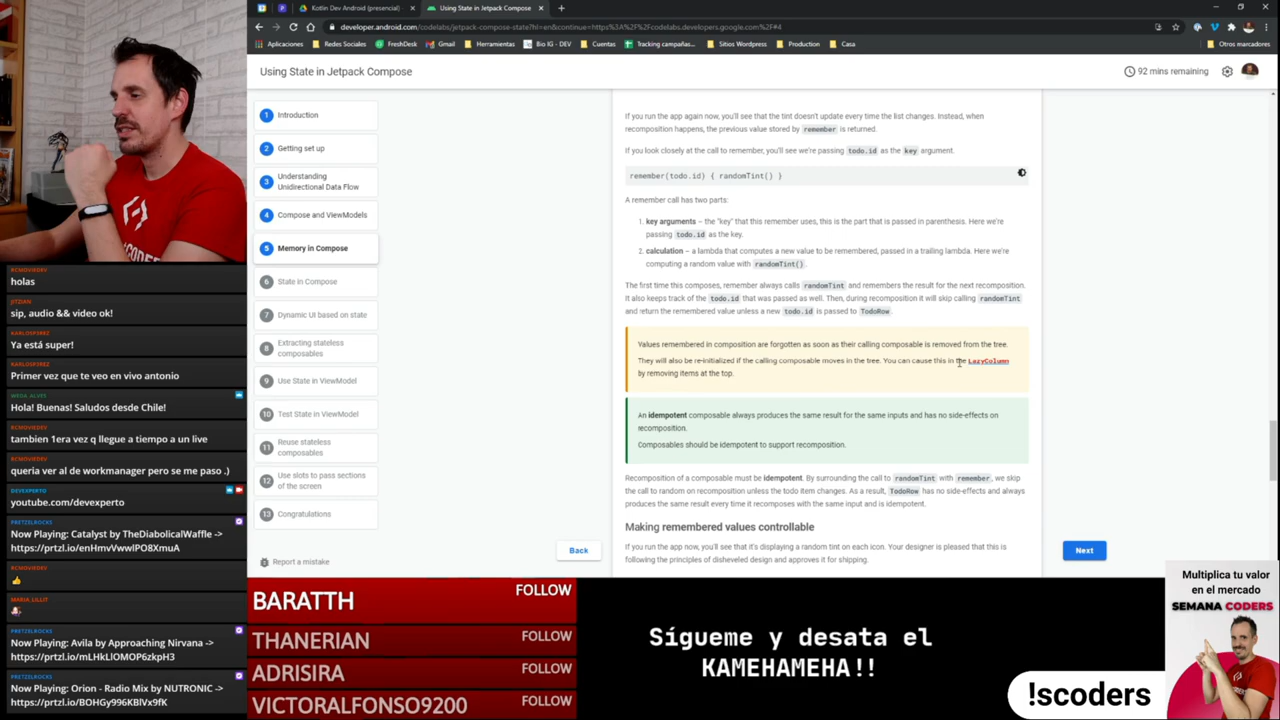 Kotlin Dev Android (presencial)
Using State in Jetpack Compose
developer.android.com/codelabs/jetpack-compose-state?hl=en&continue=https%3A%2F%2Fcodelabs.developers.google.com%2F#4
Aplicaciones
Redes Sociales
FreshDesk
Gmail
Herramientas
Bio IG - DEV
Cuentas
Tracking campañas...
Sitios Wordpress
Production
Casa
Otros marcadores
Using State in Jetpack Compose
92 mins remaining
1 Introduction
2 Getting set up
3 Understanding
Unidirectional Data Flow
4 Compose and ViewModels
5 Memory in Compose
6 State in Compose
7 Dynamic UI based on state
8 Extracting stateless
composables
9 Use State in ViewModel
10 Test State in ViewModel
11 Reuse stateless
composables
12 Use slots to pass sections
of the screen
13 Congratulations
Report a mistake
If you run the app again now, you'll see that the tint doesn't update every time the list changes. Instead, when
recomposition happens, the previous value stored by remember is returned.
If you look closely at the call to remember, you'll see we're passing todo.id as the key argument.
remember(todo.id) { randomTint() }
A remember call has two parts:
1. key arguments – the "key" that this remember uses, this is the part that is passed in parenthesis. Here we're
passing todo.id as the key.
2. calculation – a lambda that computes a new value to be remembered, passed in a trailing lambda. Here we're
computing a random value with randomTint().
The first time this composes, remember always calls randomTint and remembers the result for the next recomposition.
It also keeps track of the todo.id that was passed as well. Then, during recomposition it will skip calling randomTint
and return the remembered value unless a new todo.id is passed to TodoRow.
Values remembered in composition are forgotten as soon as their calling composable is removed from the tree.
They will also be re-initialized if the calling composable moves in the tree. You can cause this in the LazyColumn
by removing items at the top.
An idempotent composable always produces the same result for the same inputs and has no side-effects on
recomposition.
Composables should be idempotent to support recomposition.
Recomposition of a composable must be idempotent. By surrounding the call to randomTint with remember, we skip
the call to random on recomposition unless the todo item changes. As a result, TodoRow has no side-effects and always
produces the same result every time it recomposes with the same input and is idempotent.
Making remembered values controllable
If you run the app now, you'll see that it's displaying a random tint on each icon. Your designer is pleased that this is
following the principles of disheveled design and approves it for shipping.
Back
Next
RCMOVIEDEV
holas
JITZIAN
sip, audio && video ok!
KARLOSP3REZ
Ya está super!
KARLOSP3REZ
Primer vez que te veo en vivo antonio
WEDA_ALVES
Hola! Buenas! Saludos desde Chile!
RCMOVIEDEV
tambien 1era vez q llegue a tiempo a un live
RCMOVIEDEV
queria ver al de workmanager pero se me paso .)
DEVEXPERTO
youtube.com/devexperto
PRETZELROCKS
Now Playing: Catalyst by TheDiabolicalWaffle ->
https://prtzl.io/enHmvVwwlPO8XmuA
RCMOVIEDEV
MARIA_LILLIT
PRETZELROCKS
Now Playing: Avila by Approaching Nirvana ->
https://prtzl.io/mLHkLlOMOP6zkpH3
PRETZELROCKS
Now Playing: Orion - Radio Mix by NUTRONIC ->
https://prtzl.io/BOHGy996KBlVx9fK
BARATTH FOLLOW
THANERIAN FOLLOW
ADRISIRA FOLLOW
VICTORALFONSO9200 FOLLOW
Sígueme y desata el
KAMEHAMEHA!!
Multiplica tu valor
en el mercado
SEMANA CODERS
!scoders